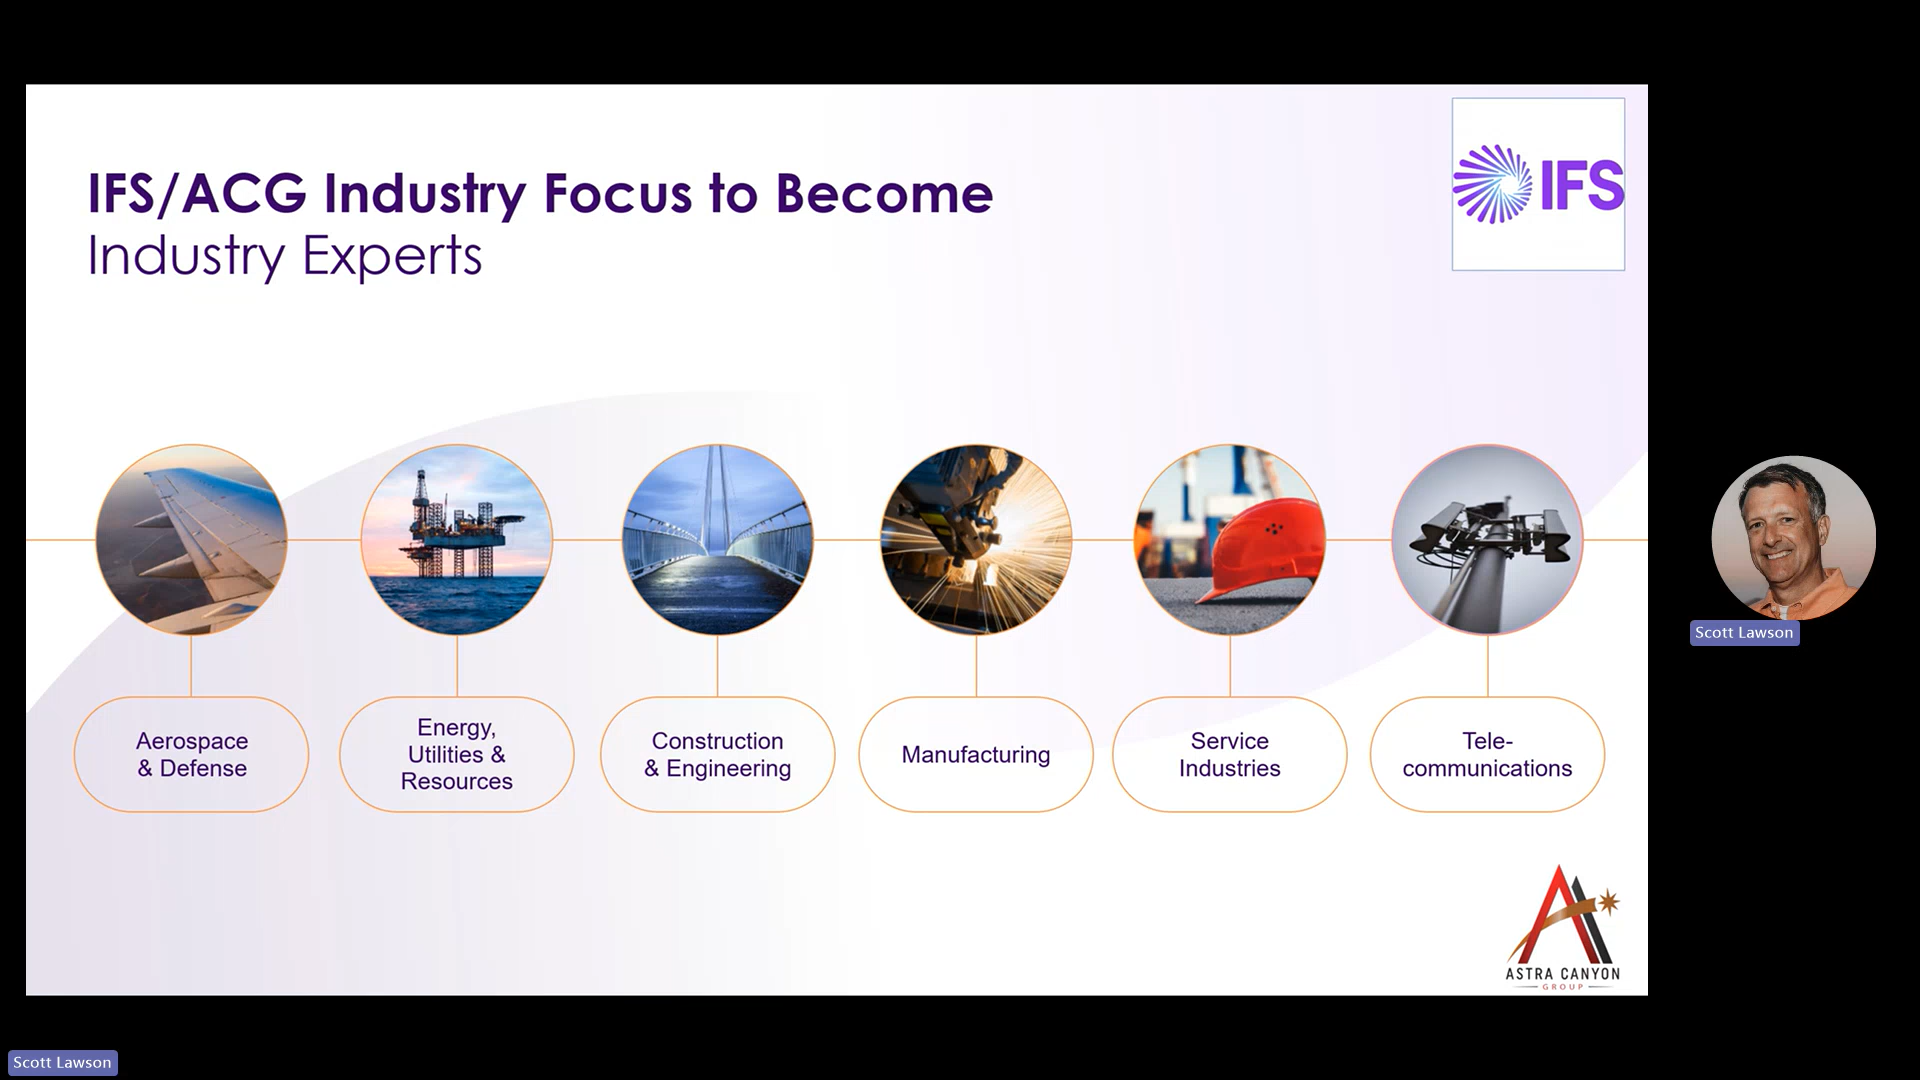 IFS/ACG Industry Focus to Become
Industry Experts
IFS
Aerospace
& Defense
Energy,
Utilities &
Resources
Construction
& Engineering
Manufacturing
Service
Industries
Tele-
communications
ASTRA CANYON
GROUP
Scott Lawson
Scott Lawson